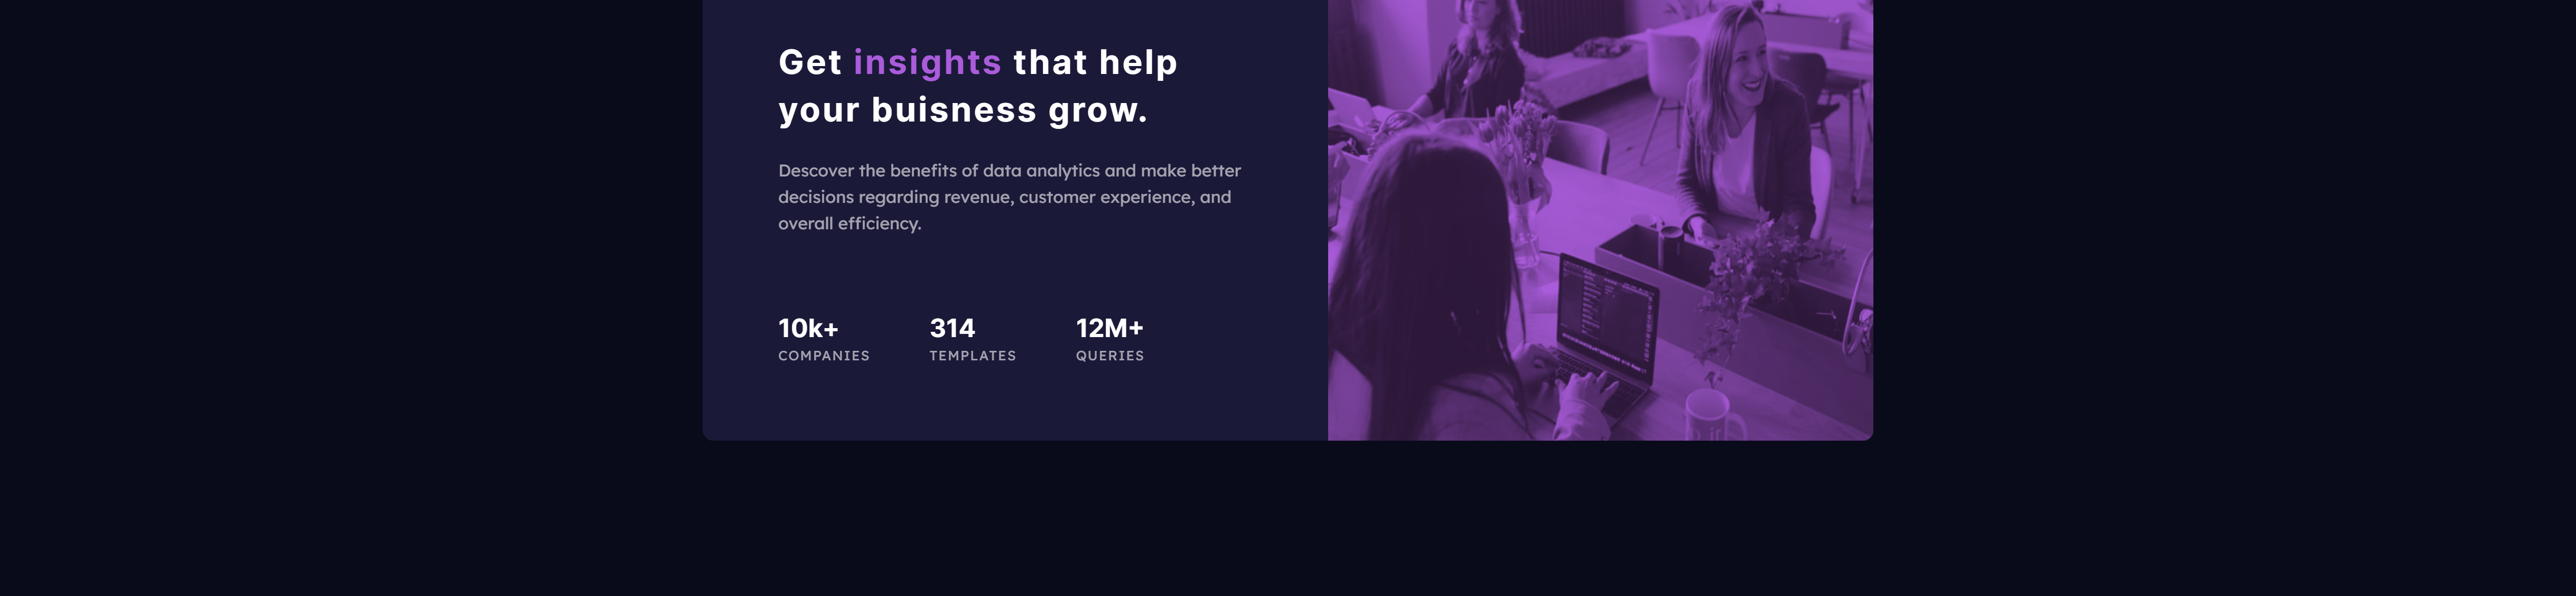 Get insights that help
your buisness grow.
Descover the benefits of data analytics and make better
decisions regarding revenue, customer experience, and
overall efficiency.
10k+ 314 12M+
COMPANIES TEMPLATES QUERIES